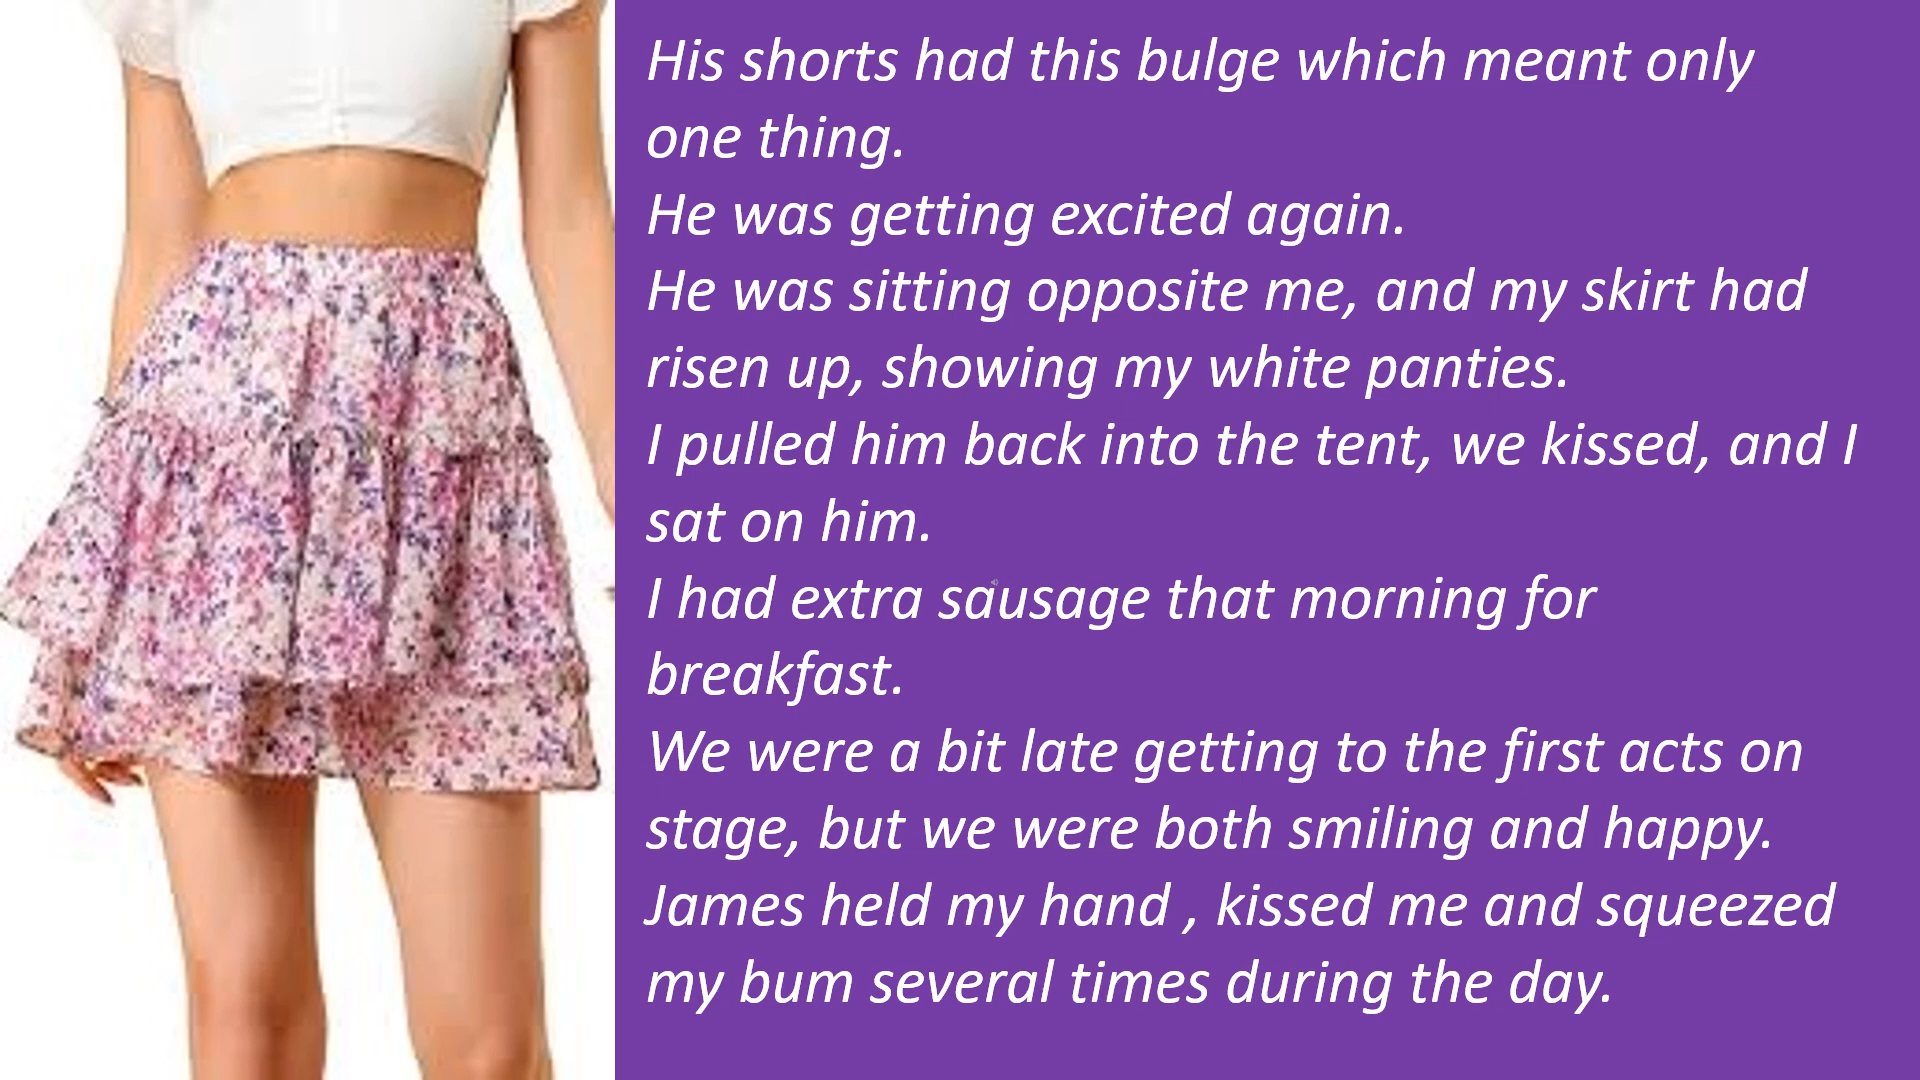 His shorts had this bulge which meant only
one thing.
He was getting excited again.
He was sitting opposite me, and my skirt had
risen up, showing my white panties.
I pulled him back into the tent, we kissed, and I
sat on him.
I had extra sausage that morning for
breakfast.
We were a bit late getting to the first acts on
stage, but we were both smiling and happy.
James held my hand , kissed me and squeezed
my bum several times during the day.